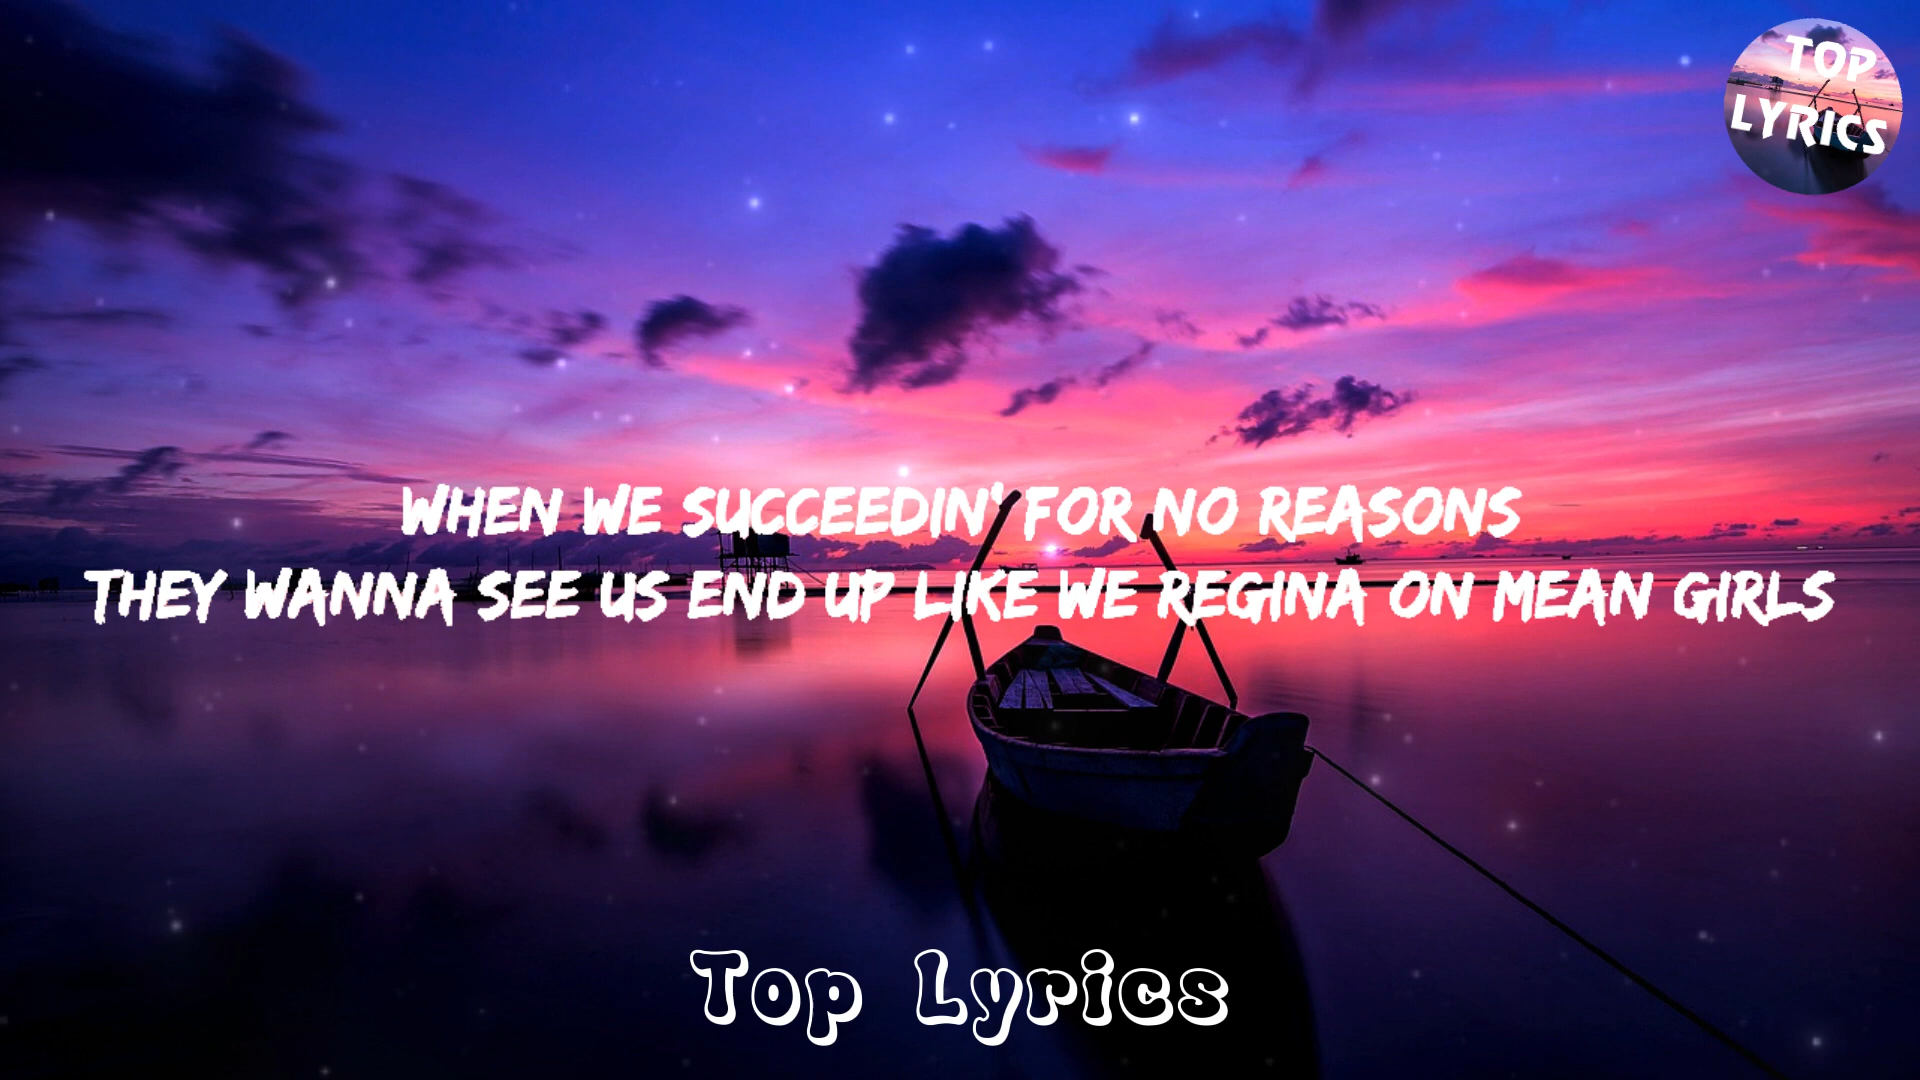 TOP
LYRICS
WHEN WE SUCCEEDIN' FOR NO REASONS
THEY WANNA SEE US END UP LIKE WE REGINA ON MEAN GIRLS
Top Lyrics